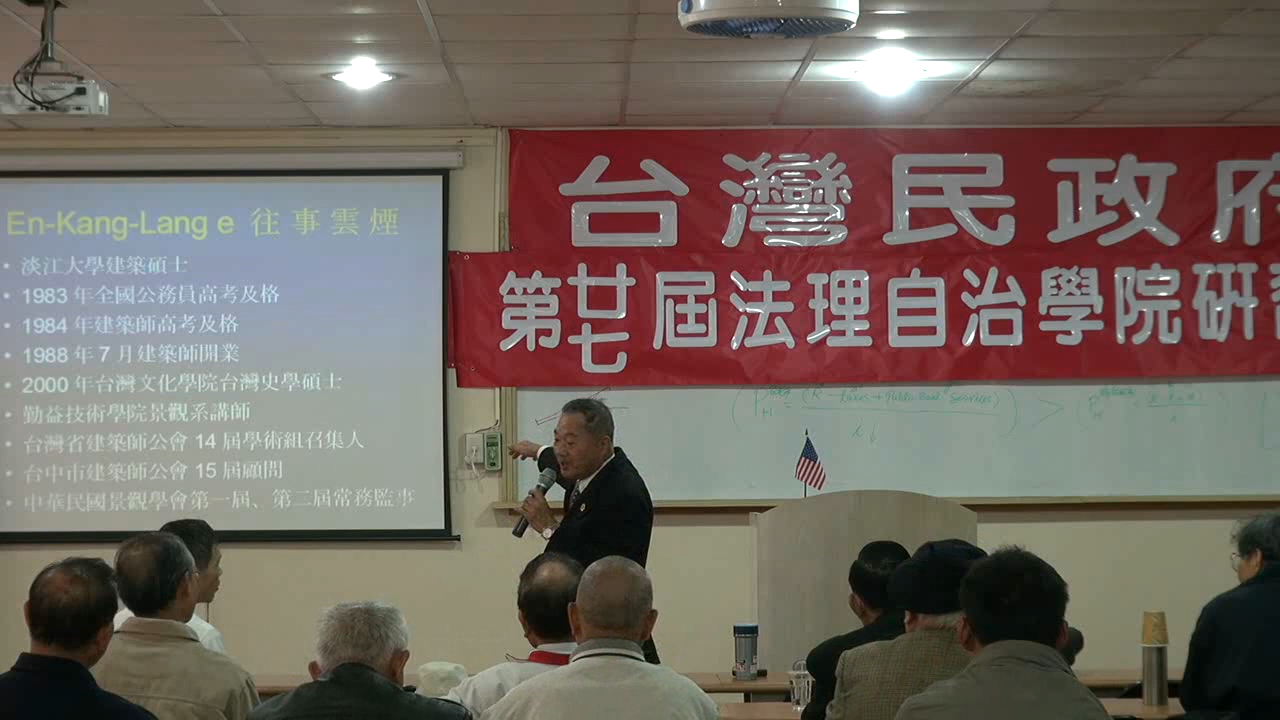 En-Kang-Lang e 往事雲煙
• 淡江大學建築碩士
• 1983 年全國公務員高考及格
• 1984 年建築師高考及格
• 1988 年 7 月建築師開業
• 2000 年台灣文化學院台灣史學碩士
• 勤益技術學院景觀系講師
• 台灣省建築師公會 14 屆學術組召集人
• 台中市建築師公會 15 屆顧問
• 中華民國景觀學會第一屆、第二屆常務監事
台灣民政府
第廿七屆法理自治學院研習